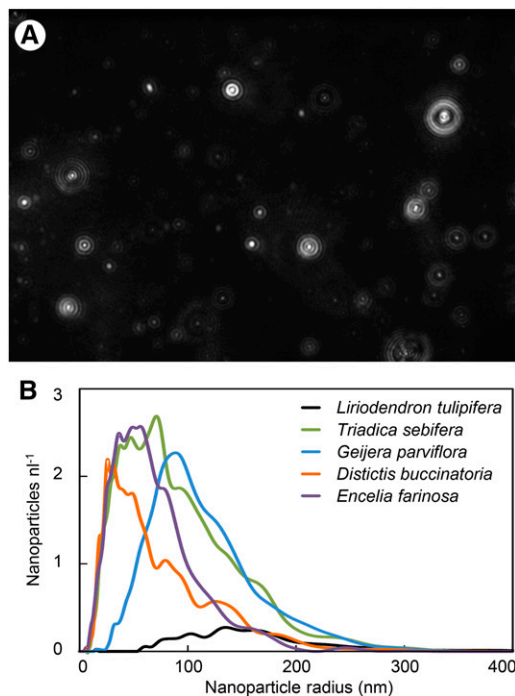 A
B
3
2
1
0
Nanoparticles nl-1
Liriodendron tulipifera
Triadica sebifera
Geijera parviflora
Distictis buccinatoria
Encelia farinosa
0 100 200 300 400
Nanoparticle radius (nm)